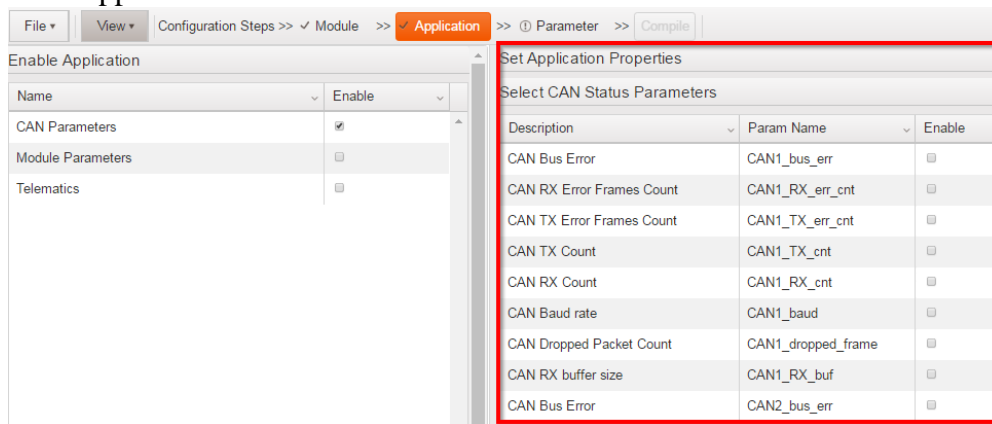 File View Configuration Steps >> ✓ Module >> ✓ Application >> ① Parameter >> Compile
Enable Application
Name Enable
CAN Parameters
Module Parameters
Telematics
Set Application Properties
Select CAN Status Parameters
Description Param Name Enable
CAN Bus Error CAN1_bus_err
CAN RX Error Frames Count CAN1_RX_err_cnt
CAN TX Error Frames Count CAN1_TX_err_cnt
CAN TX Count CAN1_TX_cnt
CAN RX Count CAN1_RX_cnt
CAN Baud rate CAN1_baud
CAN Dropped Packet Count CAN1_dropped_frame
CAN RX buffer size CAN1_RX_buf
CAN Bus Error CAN2_bus_err